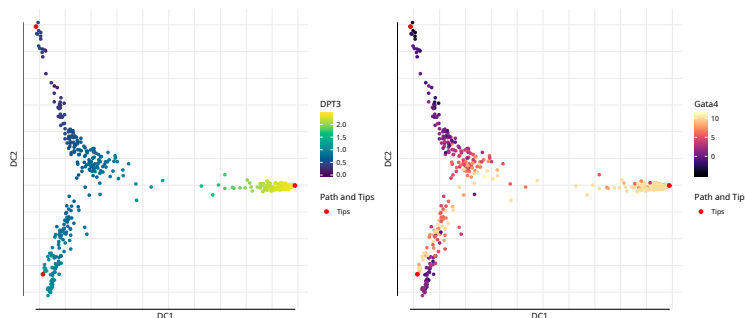 DC2
DC1
DPT3
2.0
1.5
1.0
0.5
0.0
Path and Tips
Tips
DC2
DC1
Gata4
10
5
0
Path and Tip
Tips